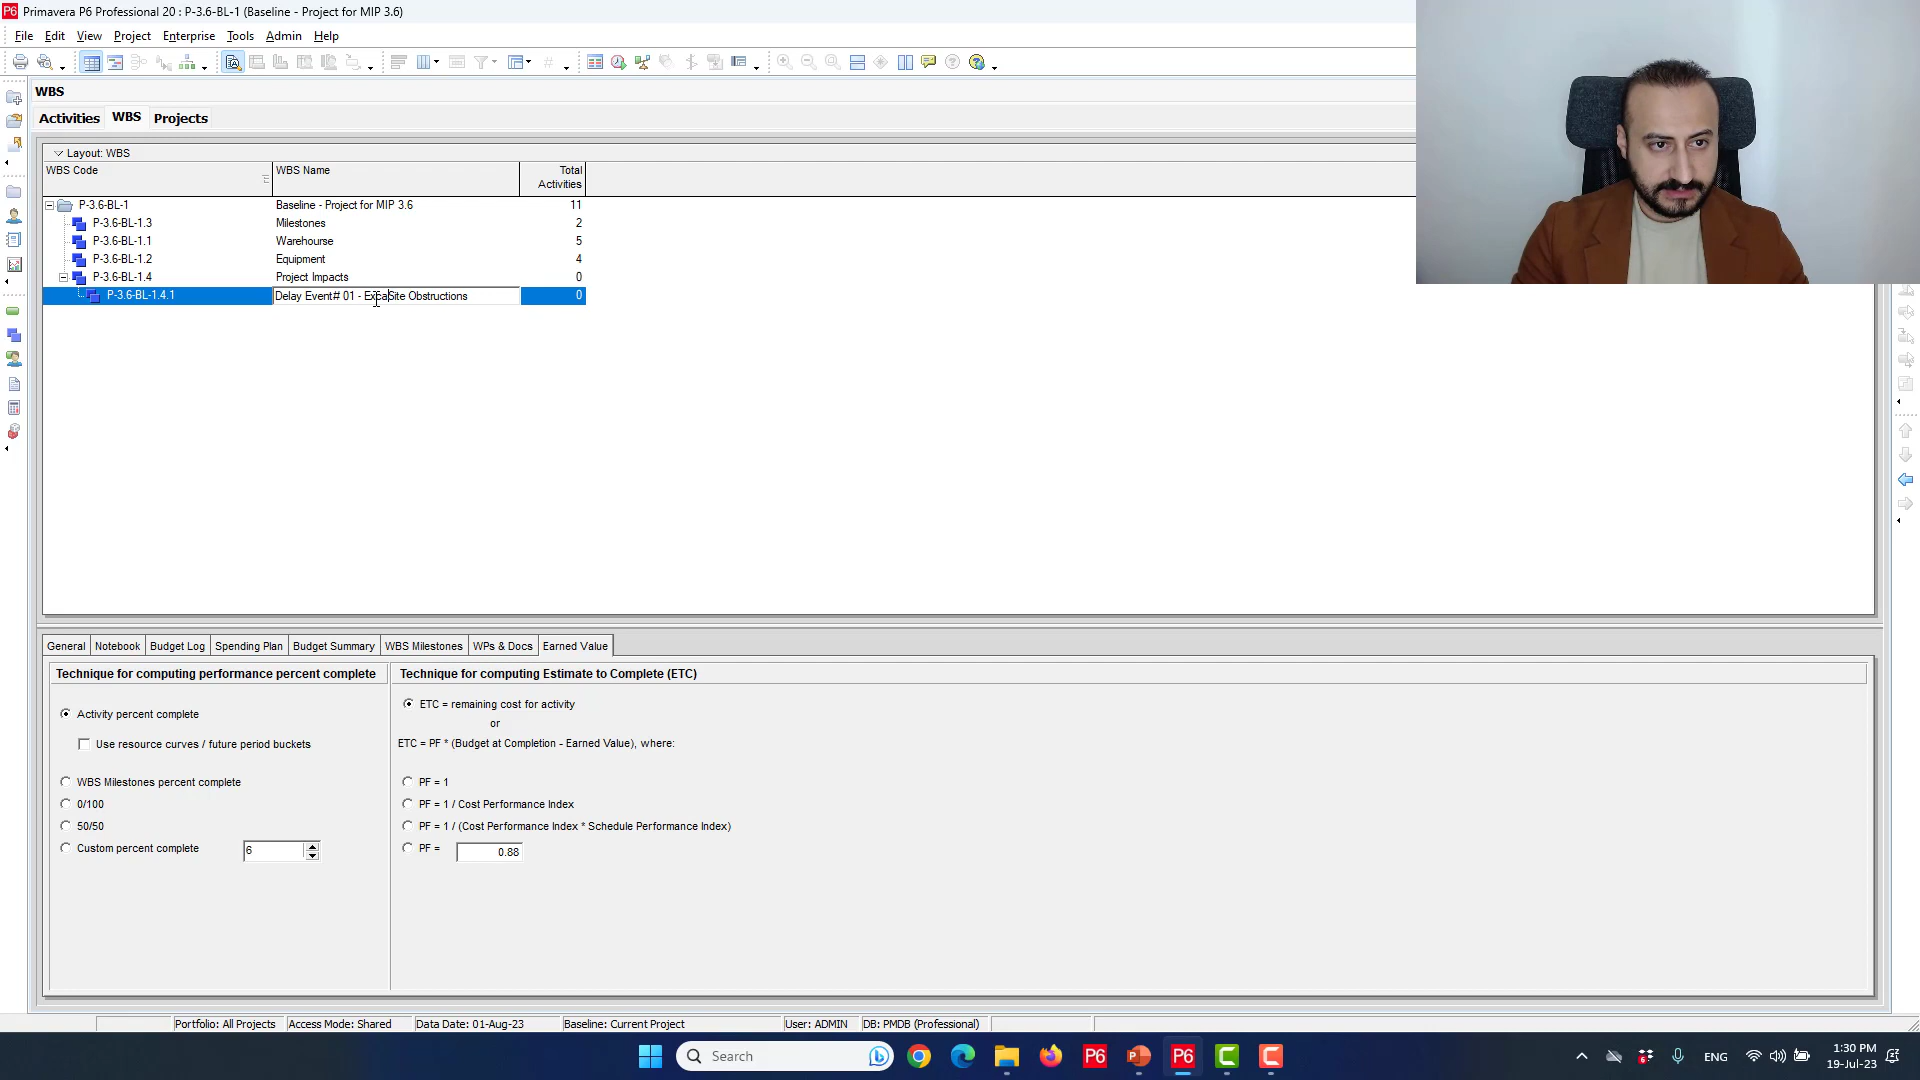 Primavera P6 Professional 20 : P-3.6-BL-1 (Baseline - Project for MIP 3.6)
File Edit View Project Enterprise Tools Admin Help
WBS
Activities WBS Projects
Layout: WBS
WBS Code WBS Name Total Activities
P-3.6-BL-1 Baseline - Project for MIP 3.6 11
P-3.6-BL-1.3 Milestones 2
P-3.6-BL-1.1 Warehourse 5
P-3.6-BL-1.2 Equipment 4
P-3.6-BL-1.4 Project Impacts 0
P-3.6-BL-1.4.1 Delay Event# 01 - ExcaSite Obstructions 0
General Notebook Budget Log Spending Plan Budget Summary WBS Milestones WPs & Docs Earned Value
Technique for computing performance percent complete
Activity percent complete
Use resource curves / future period buckets
WBS Milestones percent complete
0/100
50/50
Custom percent complete 6
Technique for computing Estimate to Complete (ETC)
ETC = remaining cost for activity
or
ETC = PF * (Budget at Completion - Earned Value), where:
PF = 1
PF = 1 / Cost Performance Index
PF = 1 / (Cost Performance Index * Schedule Performance Index)
PF = 0.88
Portfolio: All Projects Access Mode: Shared Data Date: 01-Aug-23 Baseline: Current Project User: ADMIN DB: PMDB (Professional)
Search
P6 P6
ENG
1:30 PM
19-Jul-23